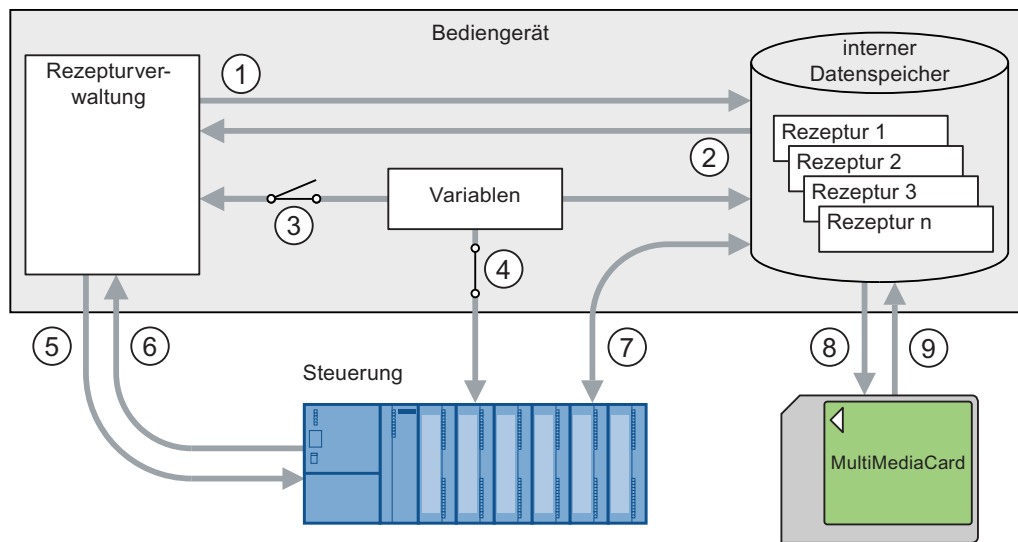 Bediengerät
Rezepturver-
waltung
1
interner
Datenspeicher
2
Rezeptur 1
Rezeptur 2
Rezeptur 3
Rezeptur n
3
Variablen
4
5
6
7
8
9
Steuerung
MultiMediaCard